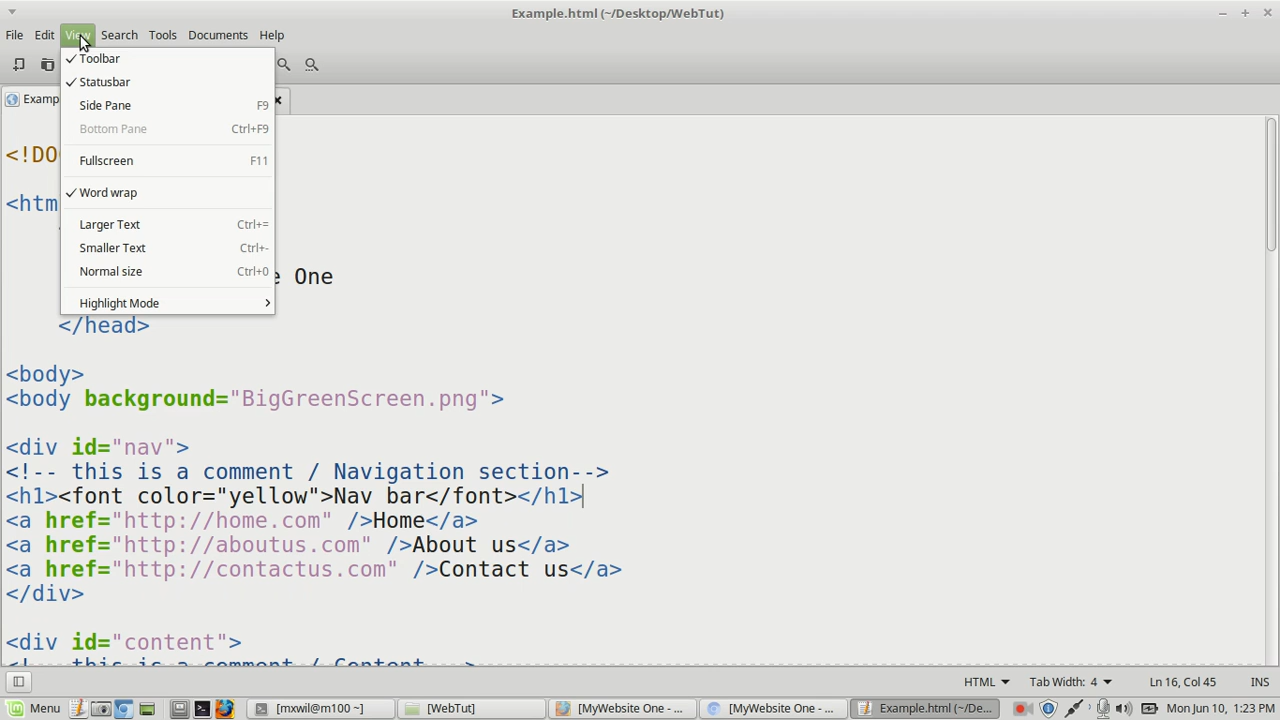 Example.html (~/Desktop/WebTut)
File Edit View Search Tools Documents Help
Toolbar
Statusbar
Side Pane F9
Bottom Pane Ctrl+F9
Fullscreen F11
Word wrap
Larger Text Ctrl+=
Smaller Text Ctrl+-
Normal size Ctrl+0
Highlight Mode
Examp
<!DO
<htm
One
</head>
<body>
<body background="BigGreenScreen.png">
<div id="nav">
<!-- this is a comment / Navigation section-->
<h1><font color="yellow">Nav bar</font></h1>
<a href="http://home.com" />Home</a>
<a href="http://aboutus.com" />About us</a>
<a href="http://contactus.com" />Contact us</a>
</div>
<div id="content">
<!-- this is a comment / Content -->
HTML Tab Width: 4 Ln 16, Col 45 INS
Menu [mxwil@m100 ~] [WebTut] [MyWebsite One - ... [MyWebsite One - ... Example.html (~/De... Mon Jun 10, 1:23 PM